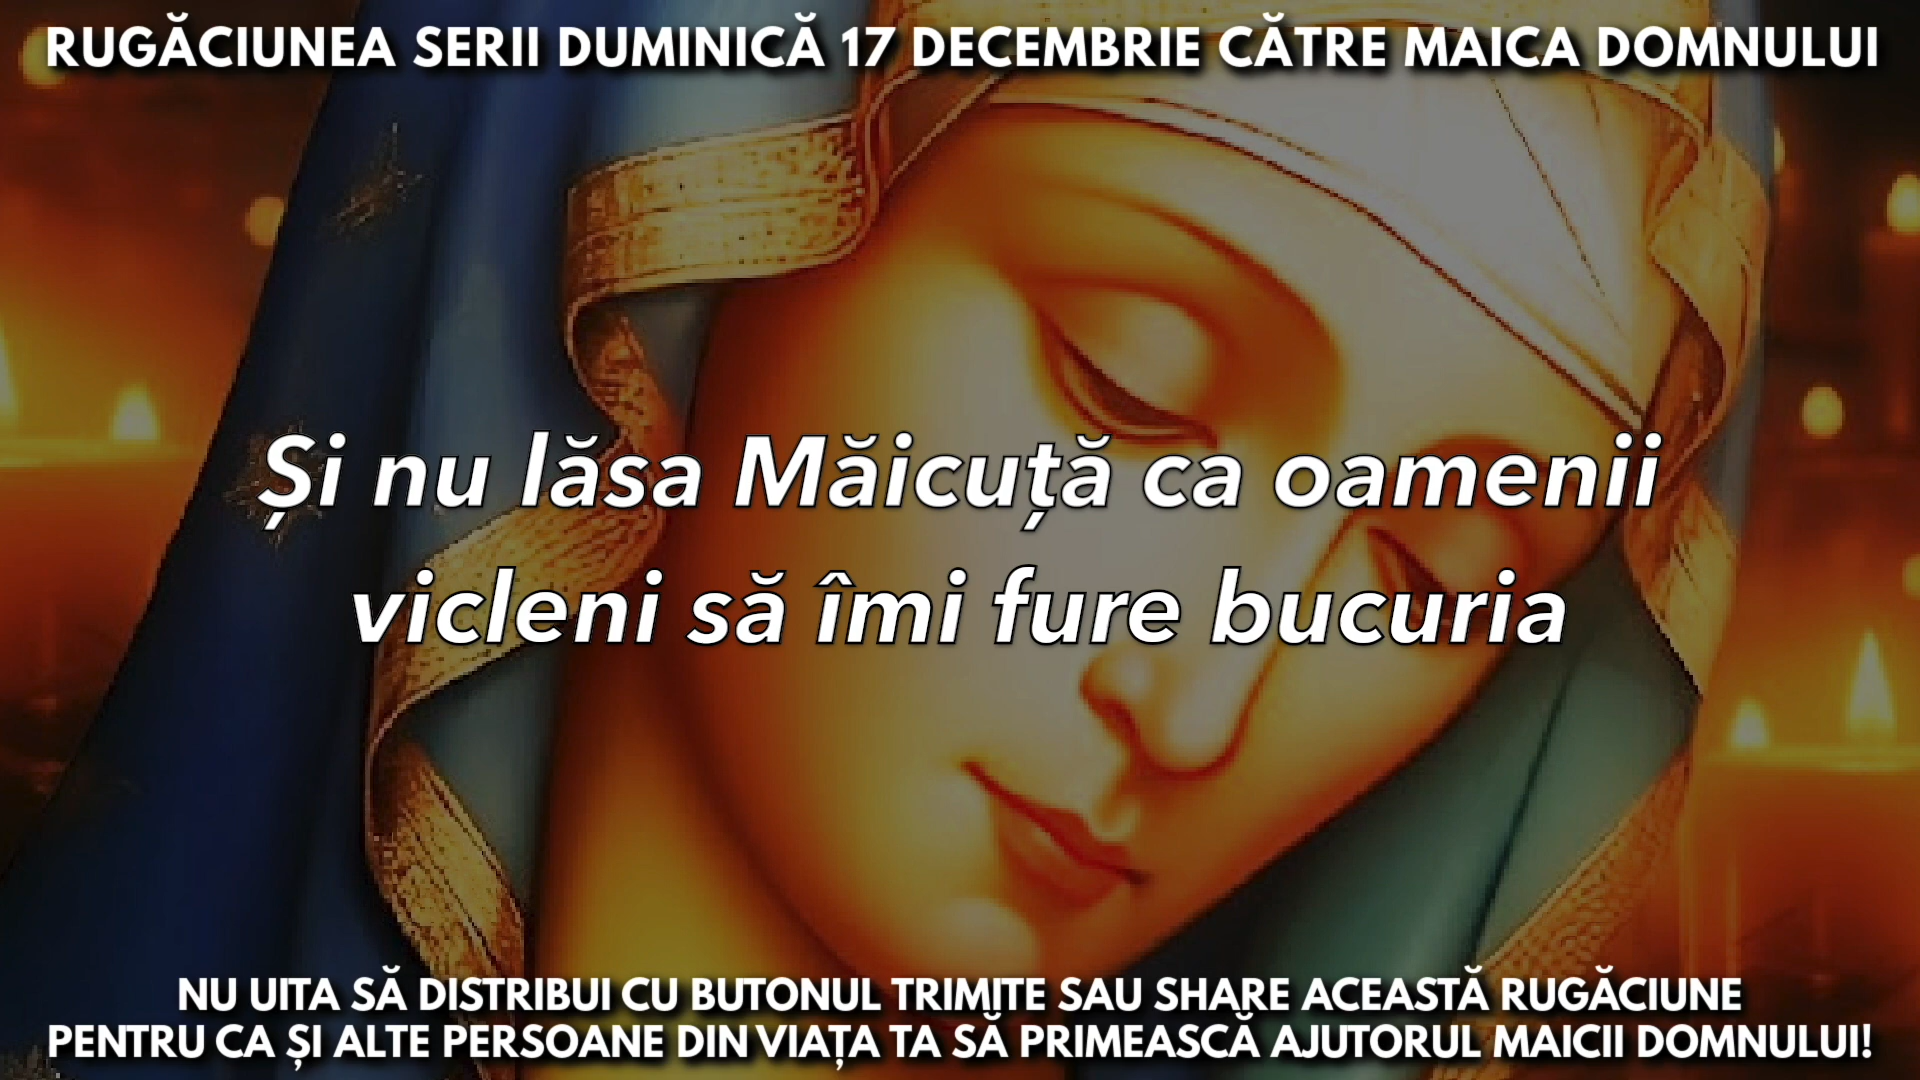 RUGĂCIUNEA SERII DUMINICĂ 17 DECEMBRIE CĂTRE MAICA DOMNULUI
Și nu lăsa Măicuță ca oamenii
vicleni să îmi fure bucuria
NU UITA SĂ DISTRIBUI CU BUTONUL TRIMITE SAU SHARE ACEASTĂ RUGĂCIUNE
PENTRU CA ȘI ALTE PERSOANE DIN VIAȚA TA SĂ PRIMEASCĂ AJUTORUL MAICII DOMNULUI!